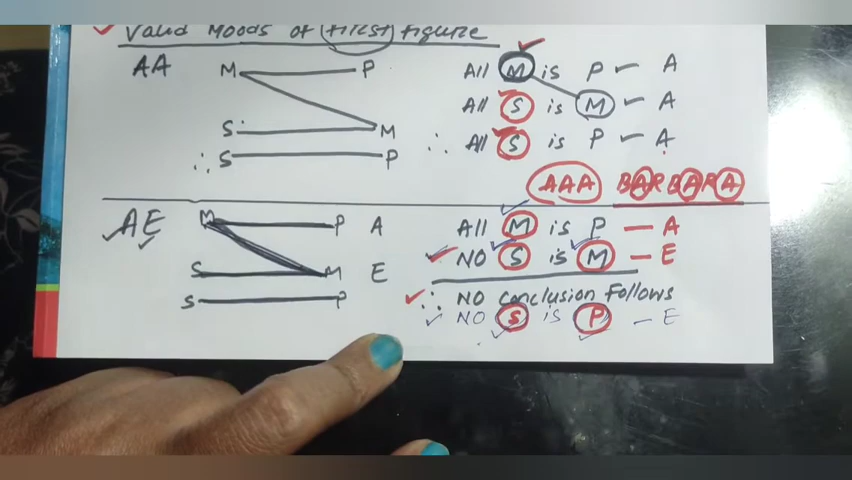 ✓ Valid Moods of first figure
AA M P All M is P ✓ A
All S is M ✓ A
S M
∴ S P ∴ All S is P ✓ A
AAA BARBARA
AE M P A All M is P — A
S M E NO S is M — E
S P ∴ NO conclusion follows
NO S is P — E